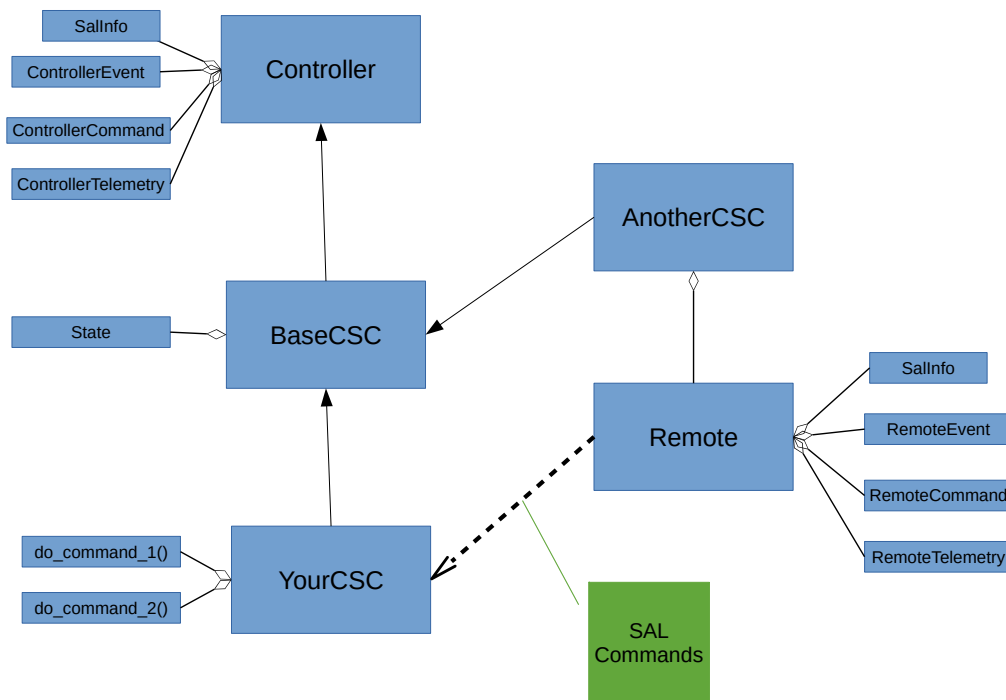 SalInfo
ControllerEvent
ControllerCommand
ControllerTelemetry
Controller
AnotherCSC
State
BaseCSC
Remote
SalInfo
RemoteEvent
RemoteCommand
RemoteTelemetry
do_command_1()
do_command_2()
YourCSC
SAL
Commands